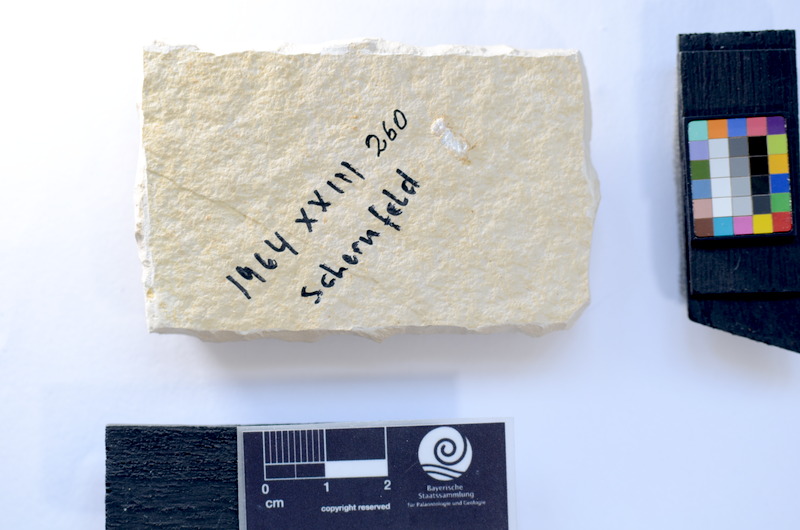 1964 XXIII 260
Schernfeld
0 1 2
cm
copyright reserved
Bayerische
Staatssammlung
für Paläontologie und Geologie